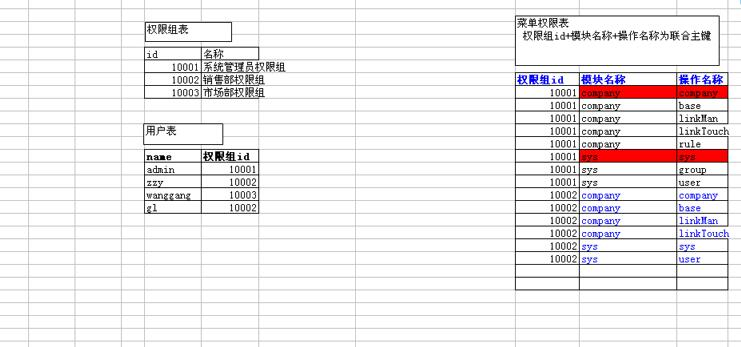 权限组表
id 名称
10001 系统管理员权限组
10002 销售部权限组
10003 市场部权限组
用户表
name 权限组id
admin 10001
zzy 10002
wanggang 10003
gl 10002
菜单权限表
权限组id+模块名称+操作名称为联合主键
权限组id 模块名称 操作名称
10001 company company
10001 company base
10001 company linkMan
10001 company linkTouch
10001 company rule
10001 sys sys
10001 sys group
10001 sys user
10002 company company
10002 company base
10002 company linkMan
10002 company linkTouch
10002 sys sys
10002 sys user